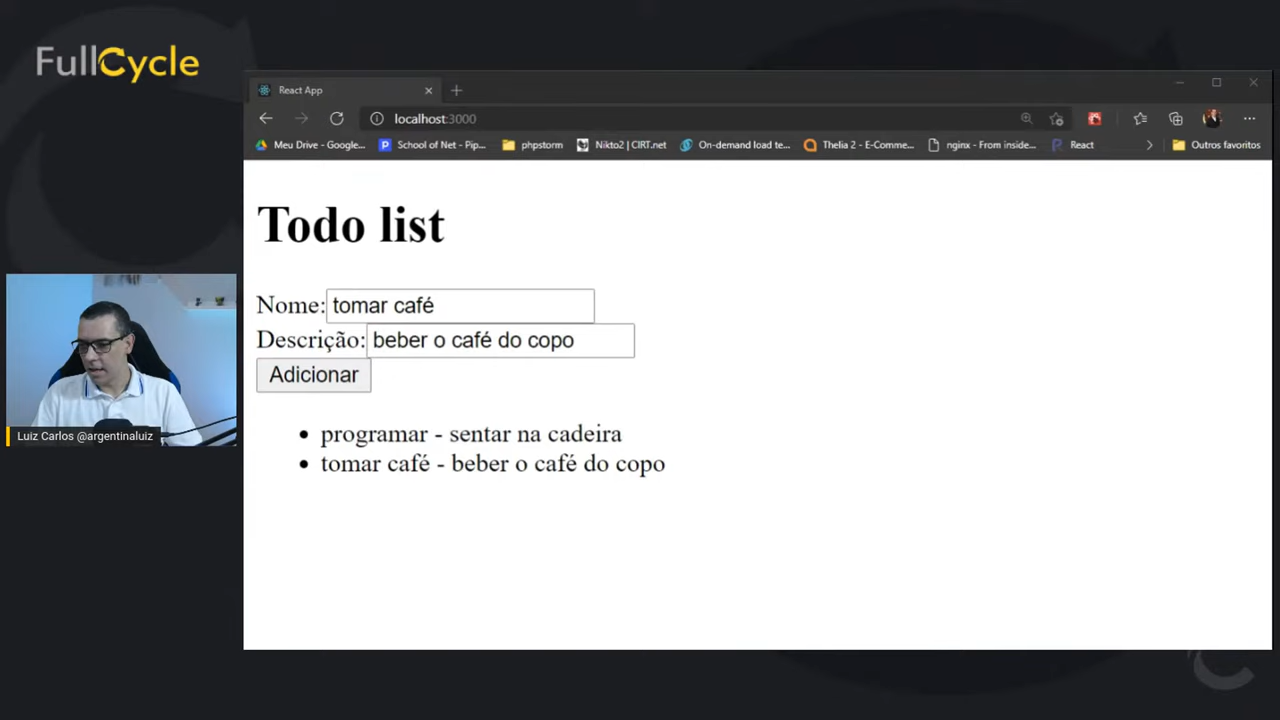 FullCycle
React App
localhost:3000
Meu Drive - Google...
School of Net - Pip...
phpstorm
Nikto2 | CIRT.net
On-demand load te...
Thelia 2 - E-Comme...
nginx - From inside...
React
Outros favoritos
Todo list
Nome: tomar café
Descrição: beber o café do copo
Adicionar
• programar - sentar na cadeira
• tomar café - beber o café do copo
Luiz Carlos @argentinaluiz